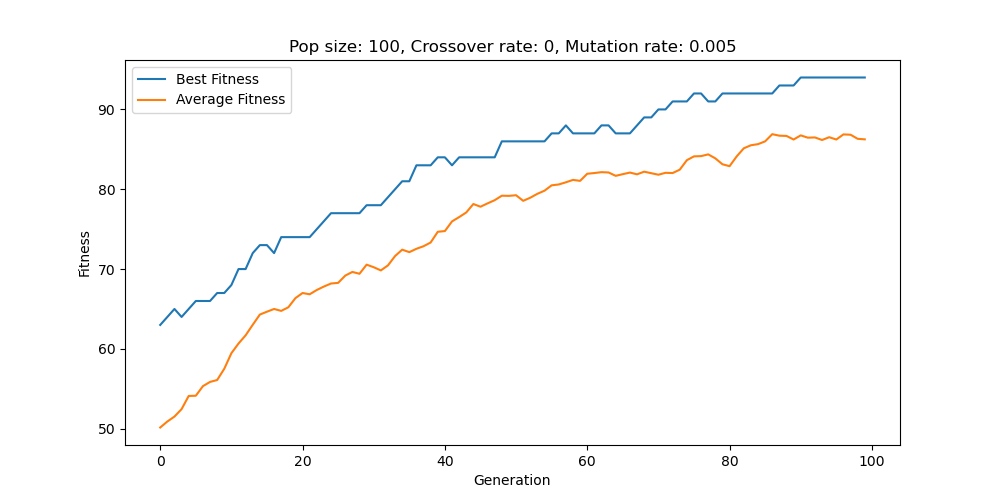 Pop size: 100, Crossover rate: 0, Mutation rate: 0.005
Best Fitness
Average Fitness
Fitness
90
80
70
60
50
0 20 40 60 80 100
Generation